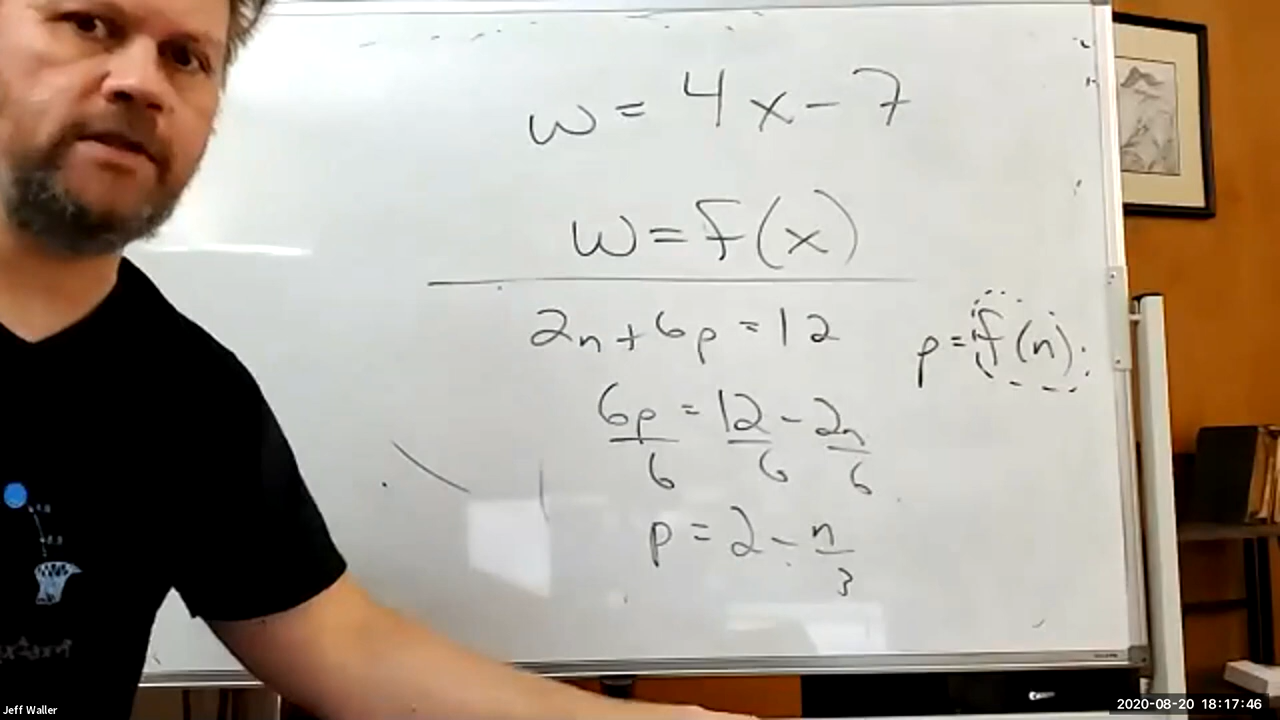 w = 4x - 7
w = f(x)
2n + 6p = 12
p = f(n)
6p/6 = 12/6 - 2n/6
p = 2 - n/3
Jeff Waller
2020-08-20 18:17:46